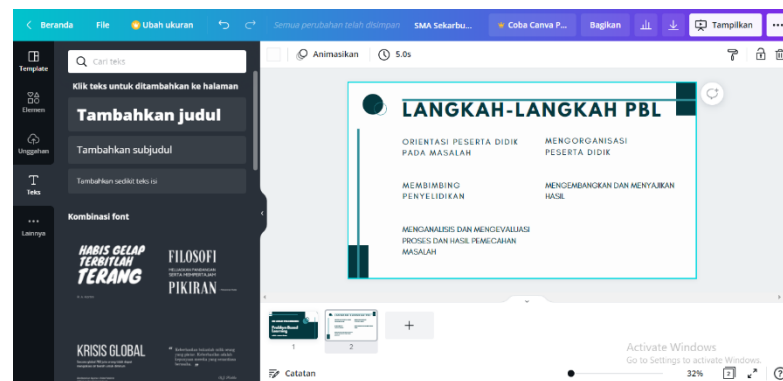 Beranda
File
Ubah ukuran
Semua perubahan telah disimpan
SMA Sekarbu...
Coba Canva P...
Bagikan
Tampilkan
Template
Elemen
Unggahan
Teks
Lainnya
Cari teks
Klik teks untuk ditambahkan ke halaman
Tambahkan judul
Tambahkan subjudul
Tambahkan sedikit teks isi
Kombinasi font
HABIS GELAP
TERBITLAH
TERANG
FILOSOFI
PIKIRAN
KRISIS GLOBAL
Animasikan
5.0s
LANGKAH-LANGKAH PBL
ORIENTASI PESERTA DIDIK
PADA MASALAH
MENGORGANISASI
PESERTA DIDIK
MEMBIMBING
PENYELIDIKAN
MENGEMBANGKAN DAN MENYAJIKAN
HASIL
MENGANALISIS DAN MENGEVALUASI
PROSES DAN HASIL PEMECAHAN
MASALAH
1
2
Activate Windows
Go to Settings to activate Windows.
Catatan
32%
2